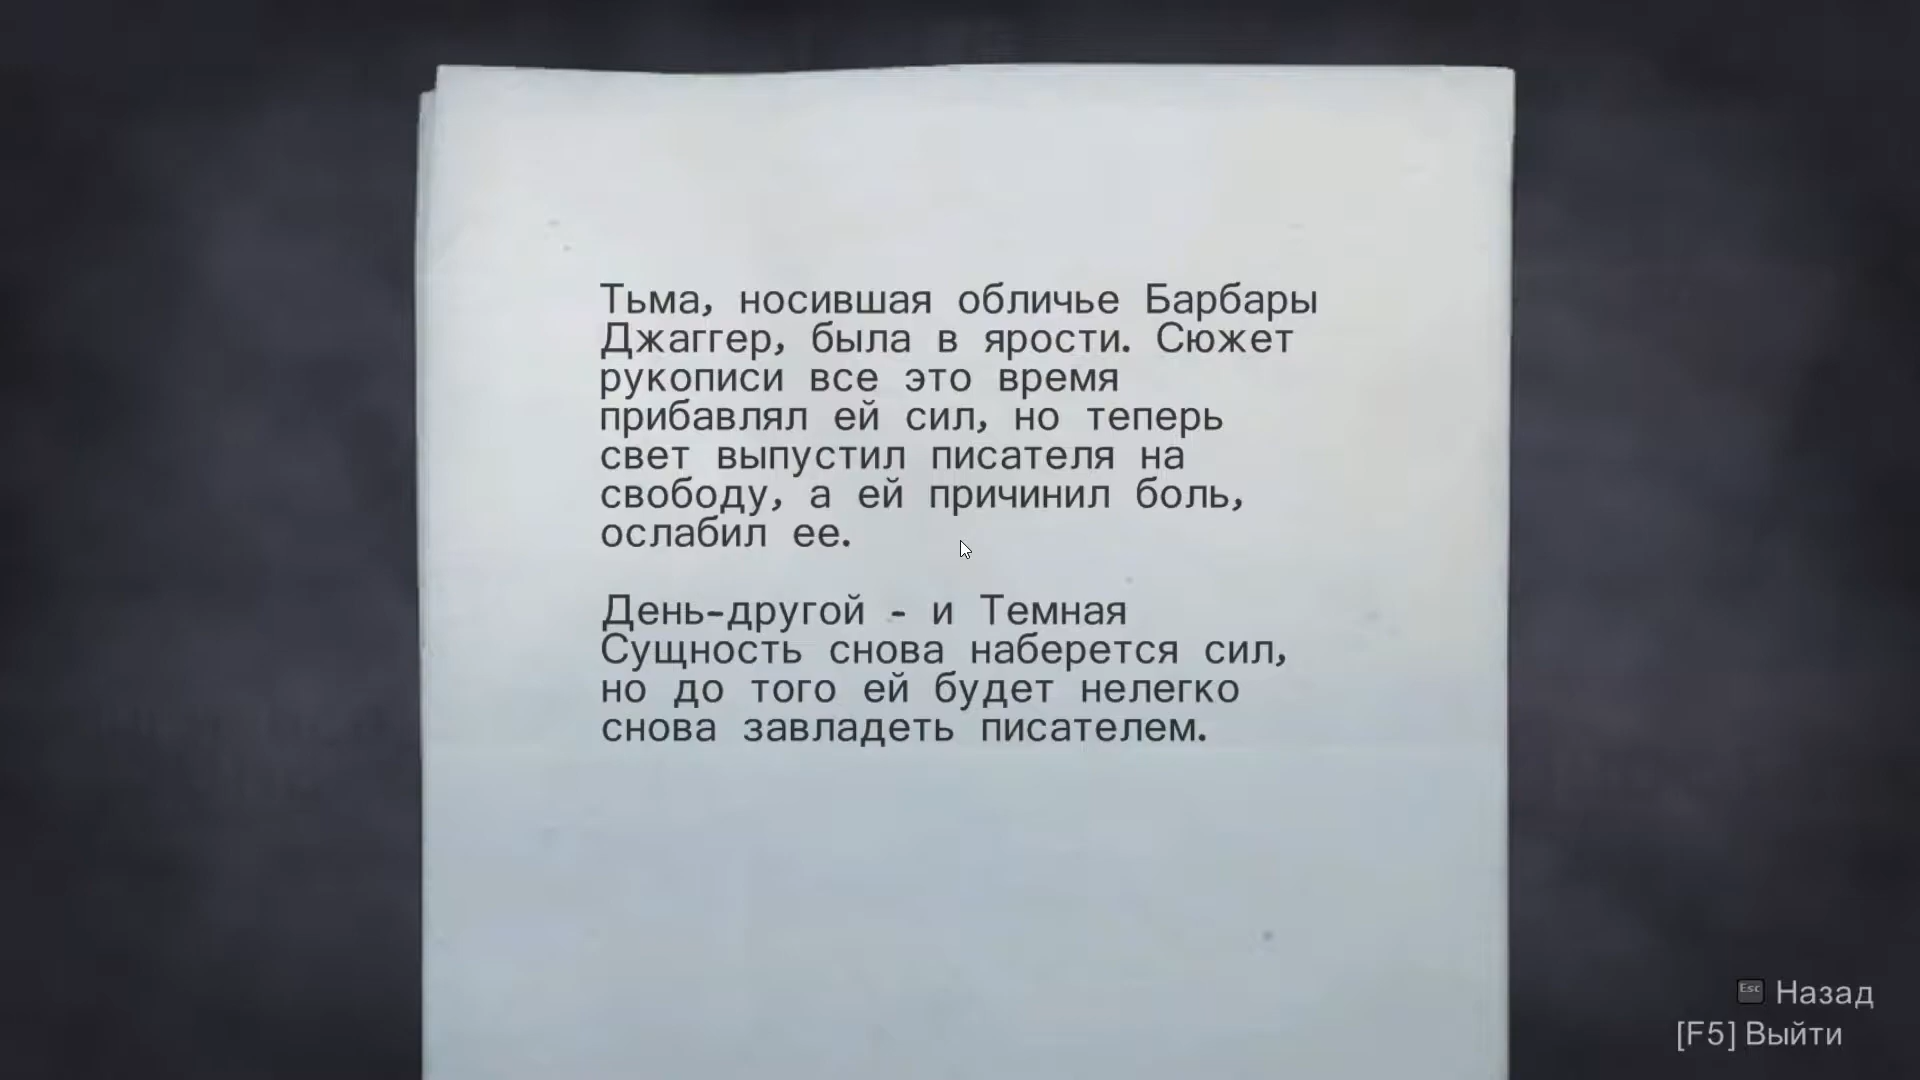 Тьма, носившая обличье Барбары
Джаггер, была в ярости. Сюжет
рукописи все это время
прибавлял ей сил, но теперь
свет выпустил писателя на
свободу, а ей причинил боль,
ослабил ее.
День-другой - и Темная
Сущность снова наберется сил,
но до того ей будет нелегко
снова завладеть писателем.
Esc Назад
[F5] Выйти